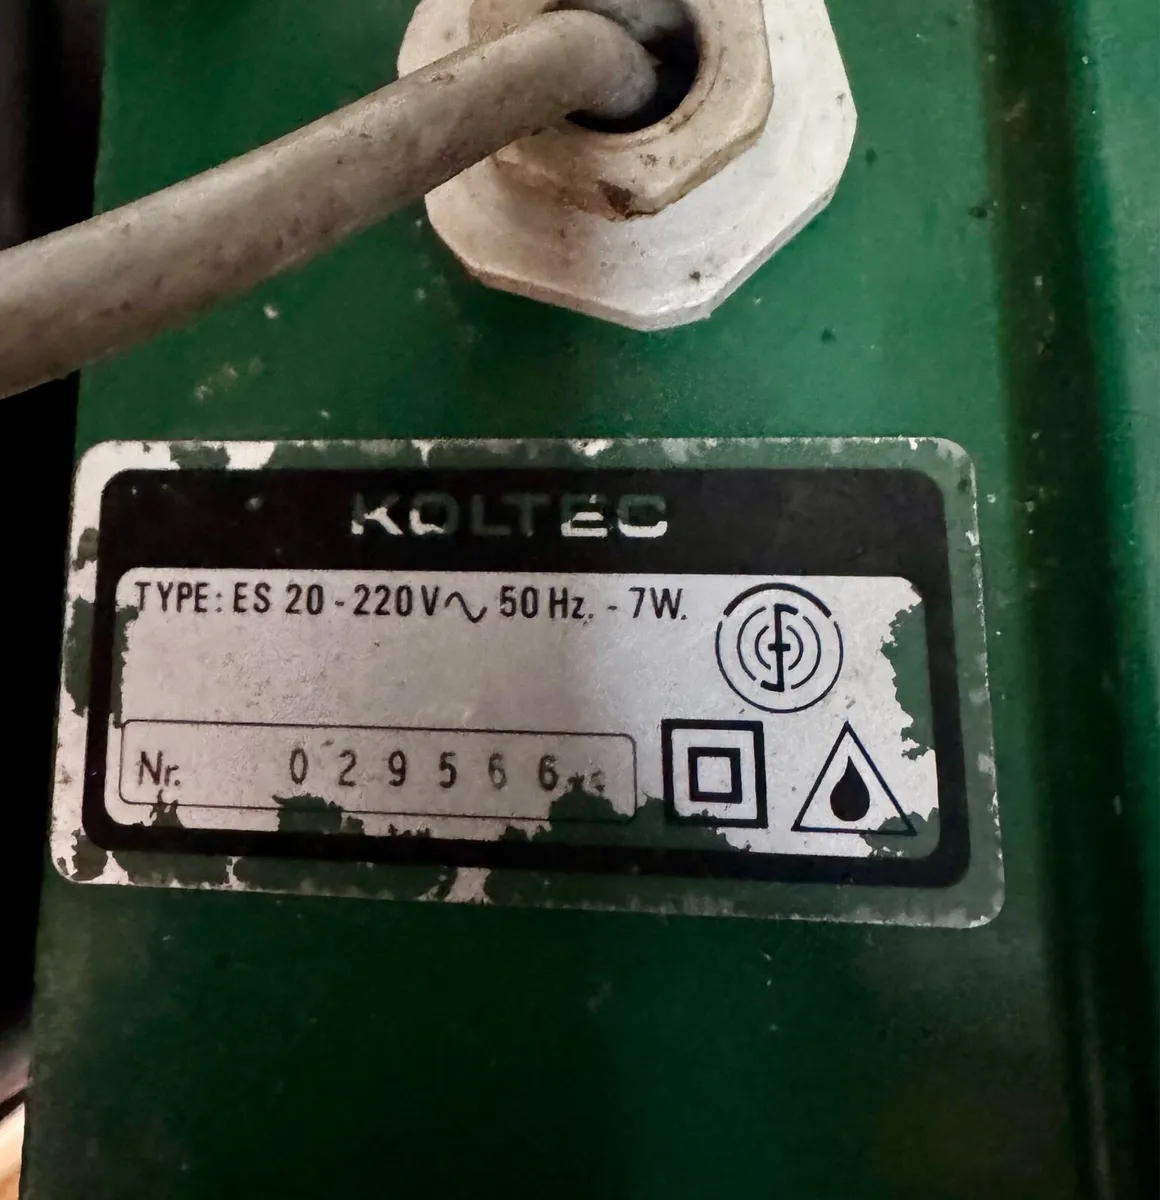 KOLTEC
TYPE: ES 20 - 220V∿ 50 Hz. - 7W.
Nr. 029566